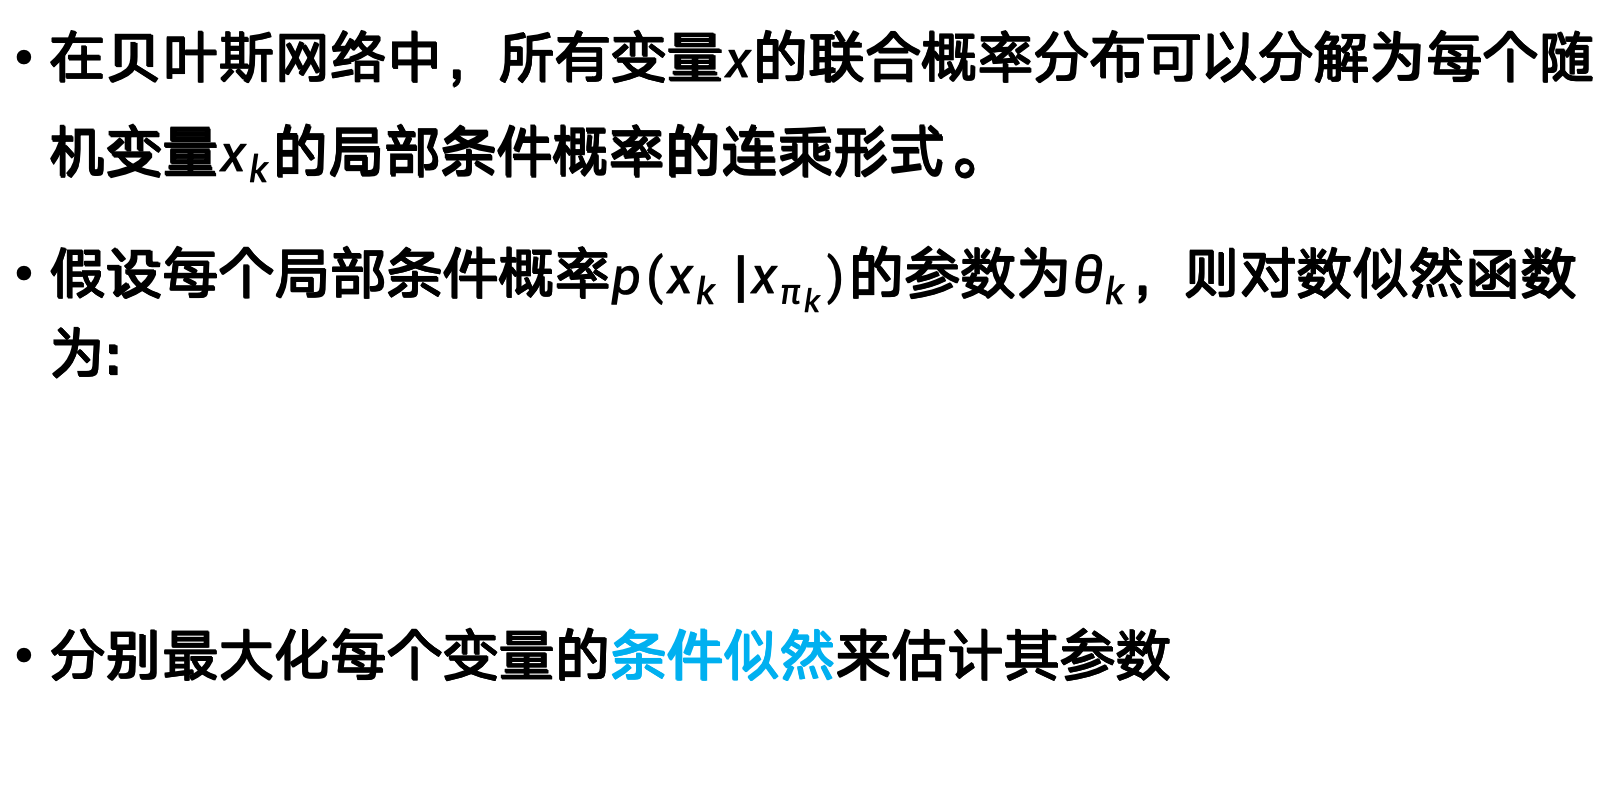 • 在贝叶斯网络中，所有变量x的联合概率分布可以分解为每个随
机变量xₖ的局部条件概率的连乘形式。
• 假设每个局部条件概率p(xₖ|x_{π_k})的参数为θₖ，则对数似然函数
为:
• 分别最大化每个变量的条件似然来估计其参数